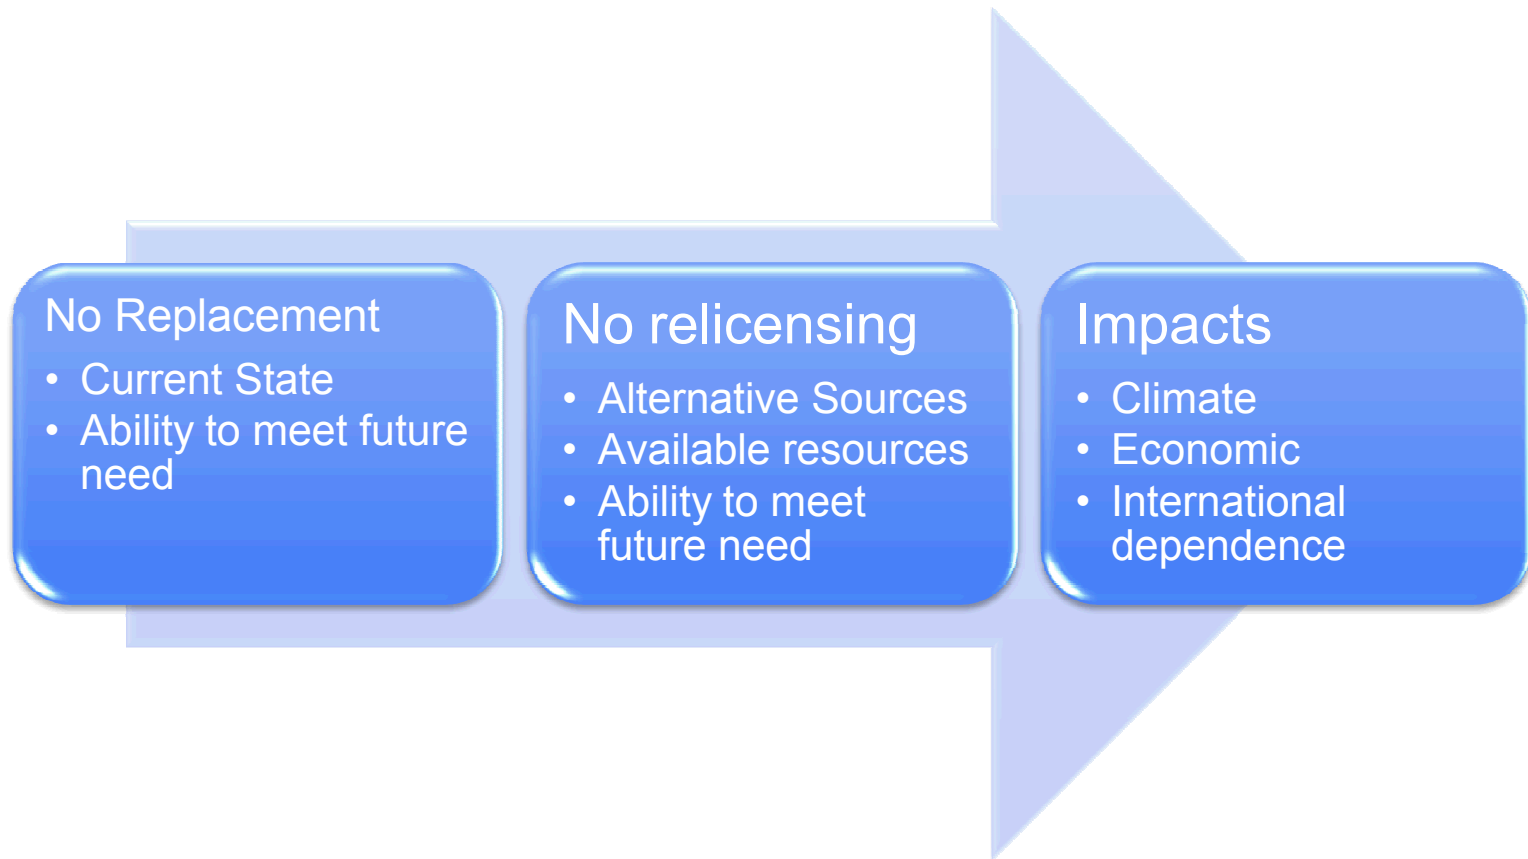 No Replacement
• Current State
• Ability to meet future
need
No relicensing
• Alternative Sources
• Available resources
• Ability to meet
future need
Impacts
• Climate
• Economic
• International
dependence